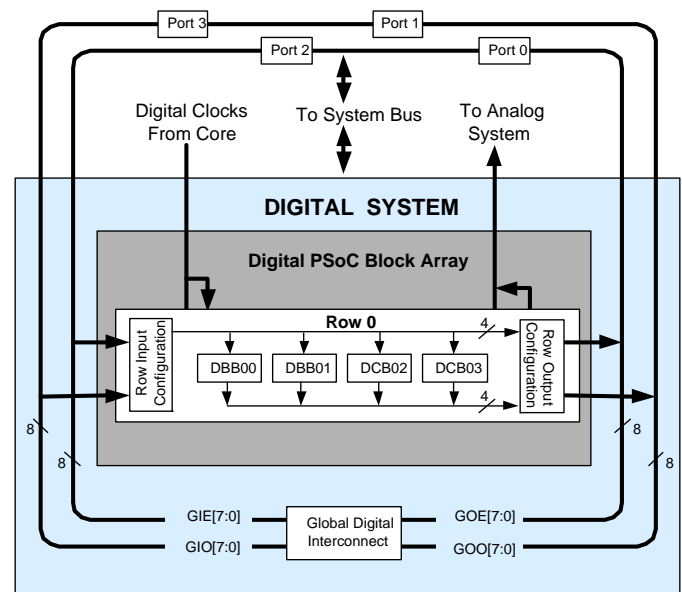 Port 3
Port 1
Port 2
Port 0
Digital Clocks
From Core
To System Bus
To Analog
System
DIGITAL SYSTEM
Digital PSoC Block Array
Row 0
4
Row Input
Configuration
DBB00
DBB01
DCB02
DCB03
4
Row Output
Configuration
8
8
8
8
GIE[7:0]
GIO[7:0]
Global Digital
Interconnect
GOE[7:0]
GOO[7:0]